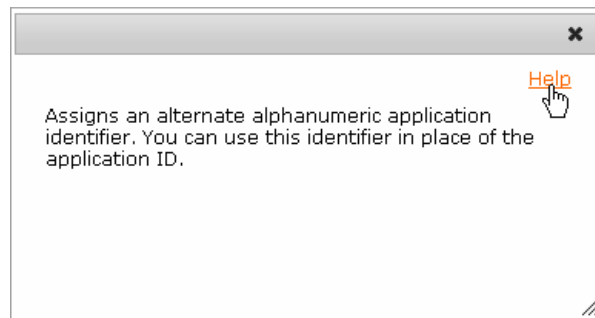 Help
Assigns an alternate alphanumeric application
identifier. You can use this identifier in place of the
application ID.